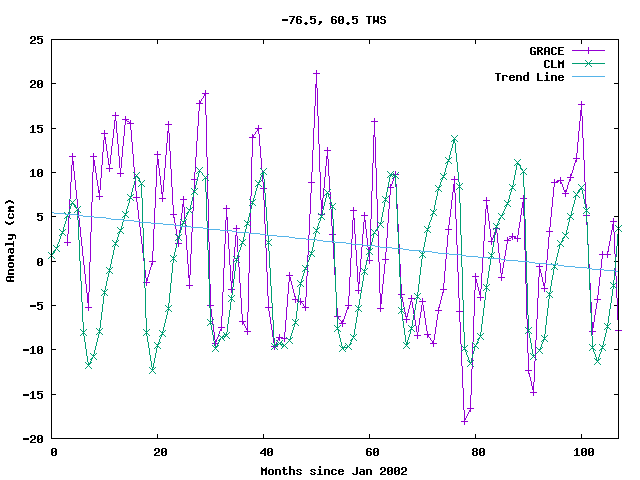 -76.5, 60.5 TWS
GRACE
CLM
Trend Line
25
20
15
10
5
0
-5
-10
-15
-20
Anomaly (cm)
0 20 40 60 80 100
Months since Jan 2002